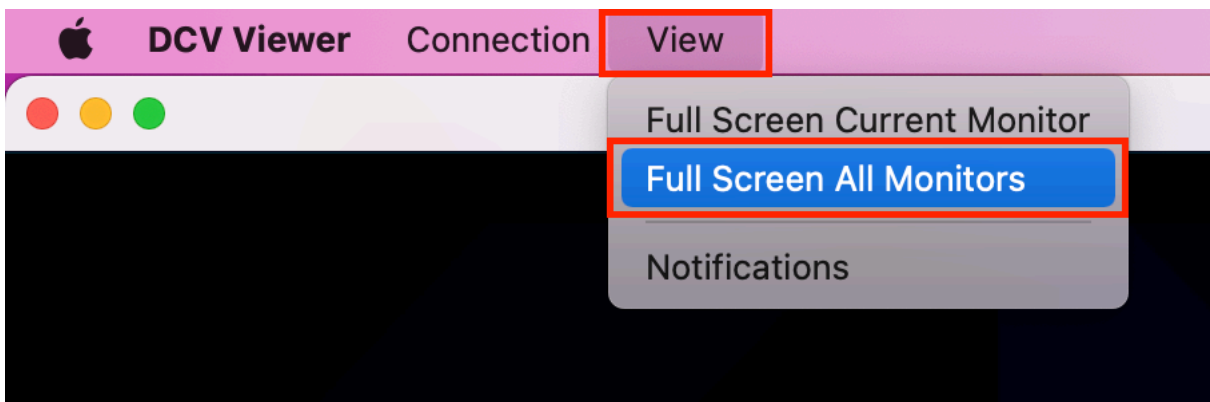 DCV Viewer Connection View
Full Screen Current Monitor
Full Screen All Monitors
Notifications